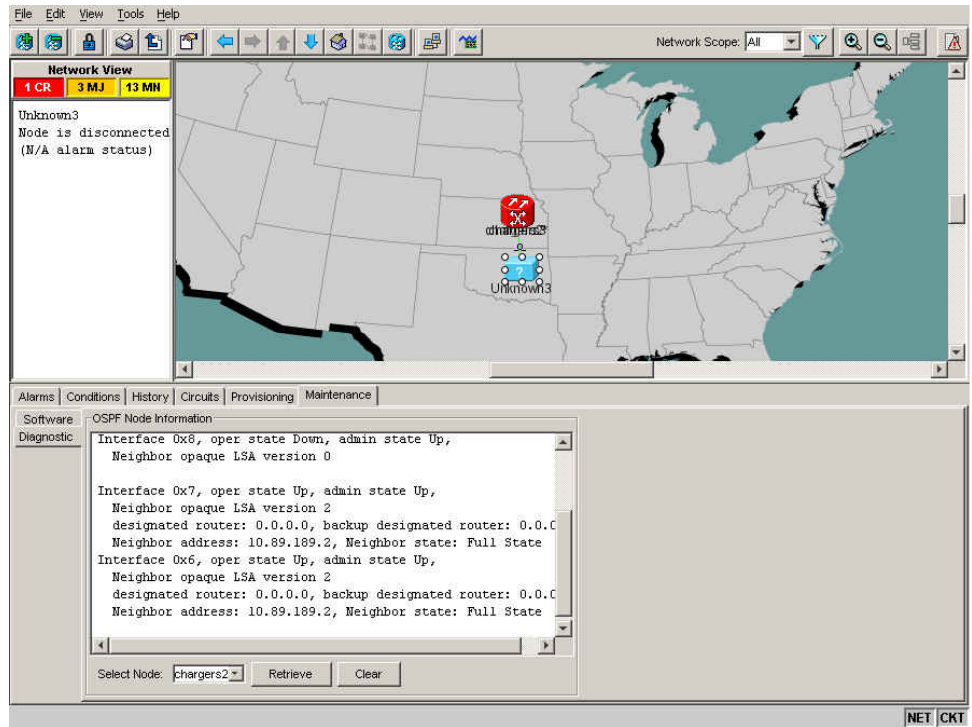 File Edit View Tools Help
Network Scope: All
Network View
1 CR 3 MJ 13 MN
Unknown3
Node is disconnected
(N/A alarm status)
?
Unknown3
Alarms Conditions History Circuits Provisioning Maintenance
Software
Diagnostic
OSPF Node Information
Interface 0x8, oper state Down, admin state Up,
Neighbor opaque LSA version 0
Interface 0x7, oper state Up, admin state Up,
Neighbor opaque LSA version 2
designated router: 0.0.0.0, backup designated router: 0.0.0
Neighbor address: 10.89.189.2, Neighbor state: Full State
Interface 0x6, oper state Up, admin state Up,
Neighbor opaque LSA version 2
designated router: 0.0.0.0, backup designated router: 0.0.0
Neighbor address: 10.89.189.2, Neighbor state: Full State
Select Node: chargers2 Retrieve Clear
NET CKT